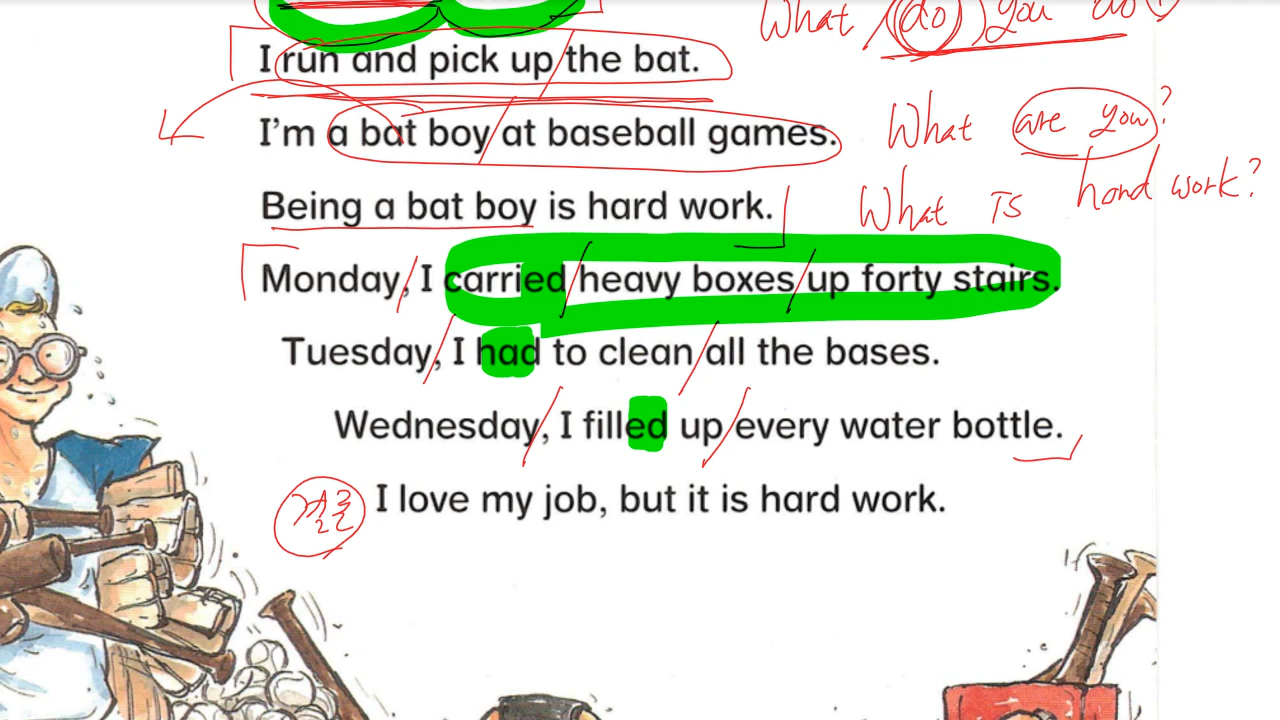 What do you do?
I run and pick up the bat.
I'm a bat boy at baseball games.
What are you?
Being a bat boy is hard work.
What is hard work?
Monday, I carried heavy boxes up forty stairs.
Tuesday, I had to clean all the bases.
Wednesday, I filled up every water bottle.
결론 I love my job, but it is hard work.